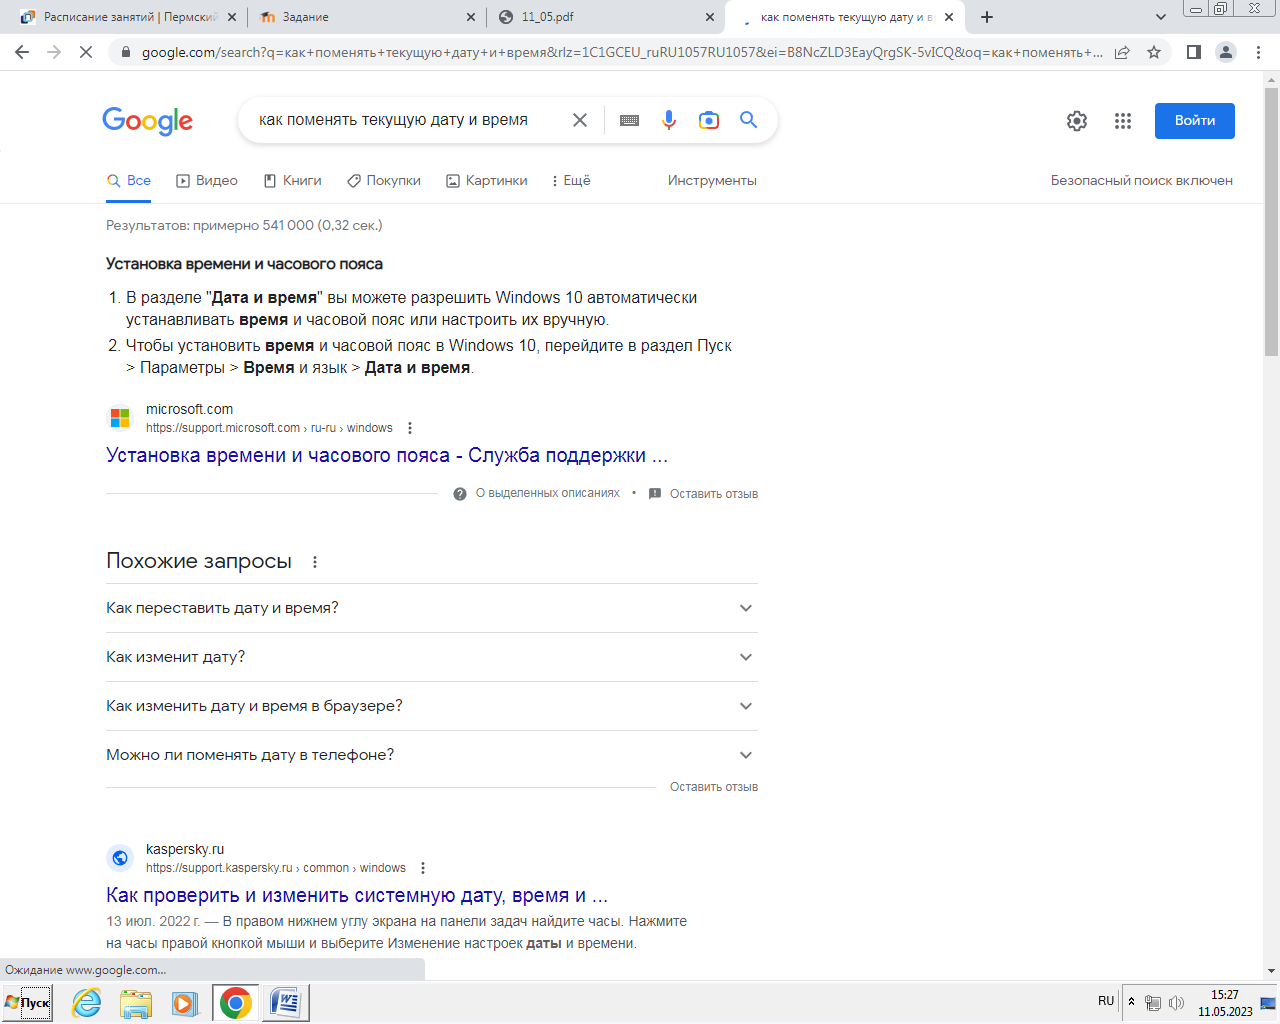 Расписание занятий | Пермский
Задание
11_05.pdf
как поменять текущую дату и в
google.com/search?q=как+поменять+текущую+дату+и+время&rlz=1C1GCEU_ruRU1057RU1057&ei=B8NcZLD3EayQrgSK-5vICQ&oq=как+поменять+...
Google
как поменять текущую дату и время
Войти
Все
Видео
Книги
Покупки
Картинки
Ещё
Инструменты
Безопасный поиск включен
Результатов: примерно 541 000 (0,32 сек.)
Установка времени и часового пояса
1. В разделе "Дата и время" вы можете разрешить Windows 10 автоматически
устанавливать время и часовой пояс или настроить их вручную.
2. Чтобы установить время и часовой пояс в Windows 10, перейдите в раздел Пуск
> Параметры > Время и язык > Дата и время.
microsoft.com
https://support.microsoft.com › ru-ru › windows
Установка времени и часового пояса - Служба поддержки ...
О выделенных описаниях • Оставить отзыв
Похожие запросы
Как переставить дату и время?
Как изменит дату?
Как изменить дату и время в браузере?
Можно ли поменять дату в телефоне?
Оставить отзыв
kaspersky.ru
https://support.kaspersky.ru › common › windows
Как проверить и изменить системную дату, время и ...
13 июл. 2022 г. — В правом нижнем углу экрана на панели задач найдите часы. Нажмите
на часы правой кнопкой мыши и выберите Изменение настроек даты и времени.
Ожидание www.google.com...
Пуск
RU
15:27
11.05.2023